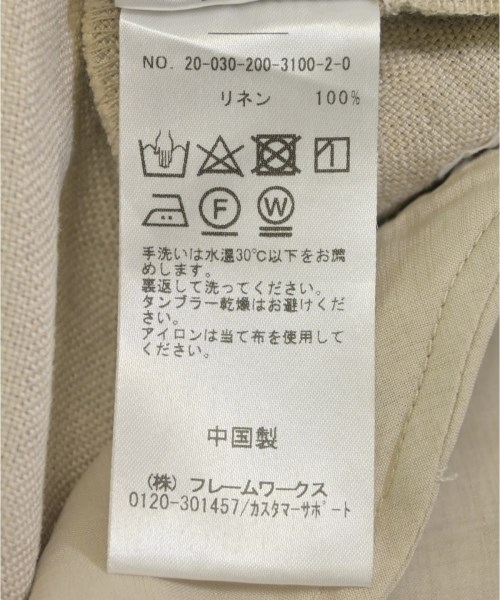 NO. 20-030-200-3100-2-0
リネン 100%
F W
手洗いは水温30℃以下をお薦
めします。
裏返して洗ってください。
タンブラー乾燥はお避けくだ
さい。
アイロンは当て布を使用して
ください。
中国製
(株) フレームワークス
0120-301457/カスタマーサポート